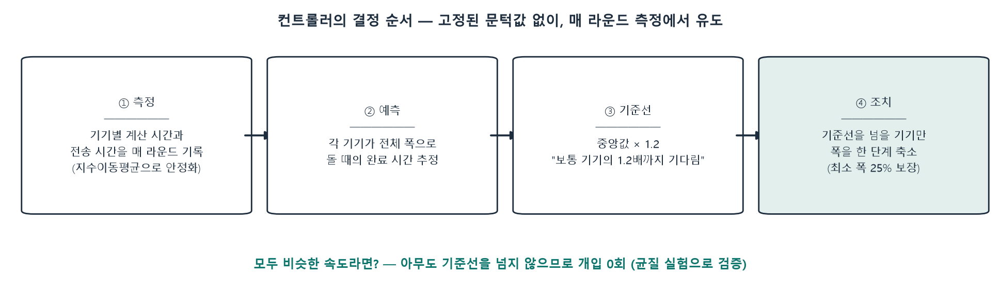 컨트롤러의 결정 순서 — 고정된 문턱값 없이, 매 라운드 측정에서 유도
① 측정
기기별 계산 시간과
전송 시간을 매 라운드 기록
(지수이동평균으로 안정화)
② 예측
각 기기가 전체 폭으로
돌 때의 완료 시간 추정
③ 기준선
중앙값 × 1.2
"보통 기기의 1.2배까지 기다림"
④ 조치
기준선을 넘을 기기만
폭을 한 단계 축소
(최소 폭 25% 보장)
모두 비슷한 속도라면? — 아무도 기준선을 넘지 않으므로 개입 0회 (균질 실험으로 검증)